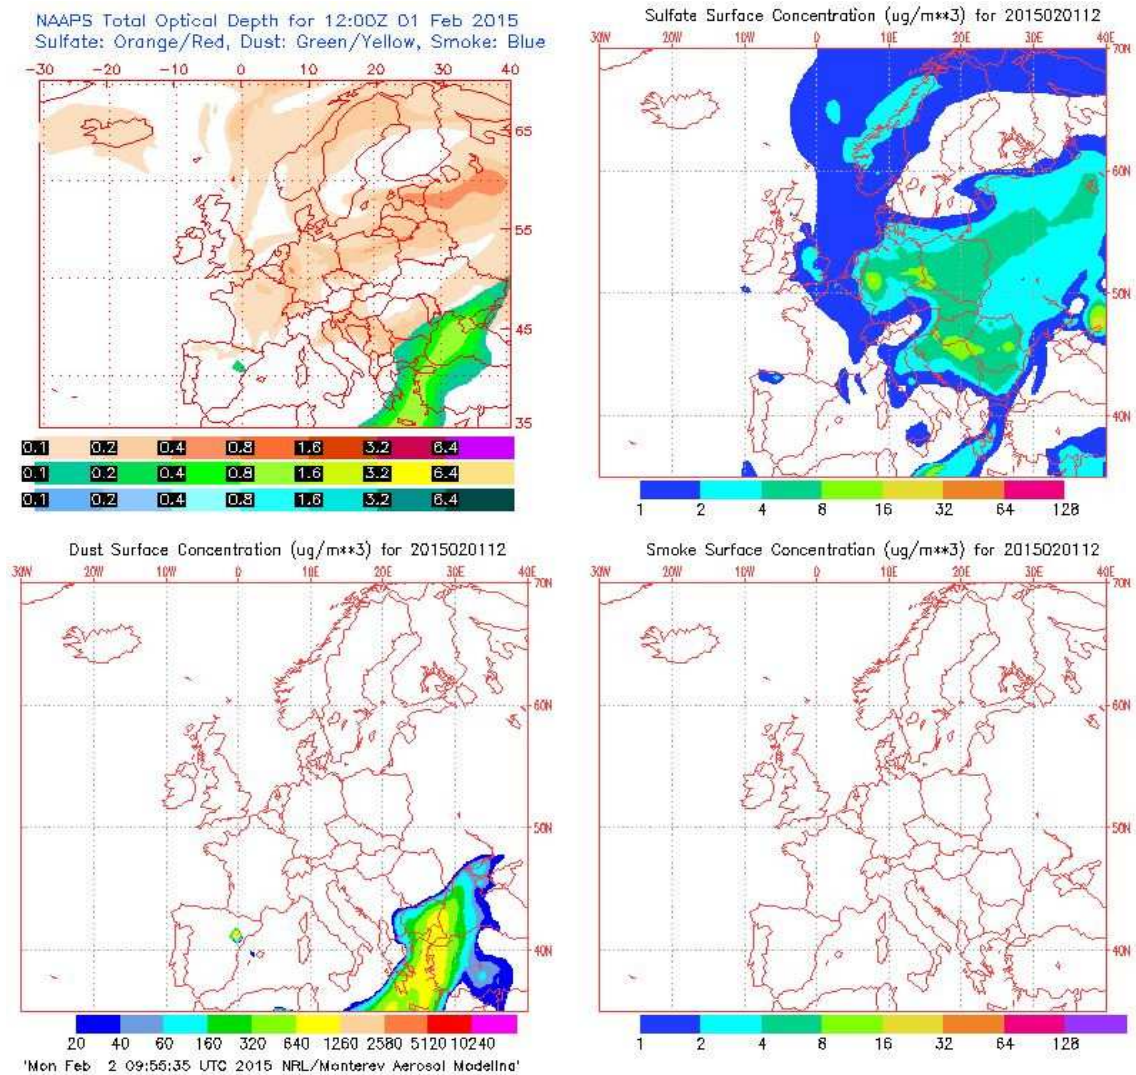 NAAPS Total Optical Depth for 12:00Z 01 Feb 2015
Sulfate: Orange/Red, Dust: Green/Yellow, Smoke: Blue
-30 -20 -10 0 10 20 30 40
65
55
45
35
0.1 0.2 0.4 0.8 1.6 3.2 6.4
0.1 0.2 0.4 0.8 1.6 3.2 6.4
0.1 0.2 0.4 0.8 1.6 3.2 6.4
Sulfate Surface Concentration (ug/m**3) for 2015020112
30W 20W 10W 0 10E 20E 30E 40E
70N
60N
50N
40N
1 2 4 8 16 32 64 128
Dust Surface Concentration (ug/m**3) for 2015020112
30W 20W 10W 0 10E 20E 30E 40E
70N
60N
50N
40N
20 40 60 160 320 640 1260 2580 5120 10240
'Mon Feb 2 09:55:35 UTC 2015 NRL/Monterey Aerosol Modeling'
Smoke Surface Concentration (ug/m**3) for 2015020112
30W 20W 10W 0 10E 20E 30E 40E
70N
60N
50N
40N
1 2 4 8 16 32 64 128